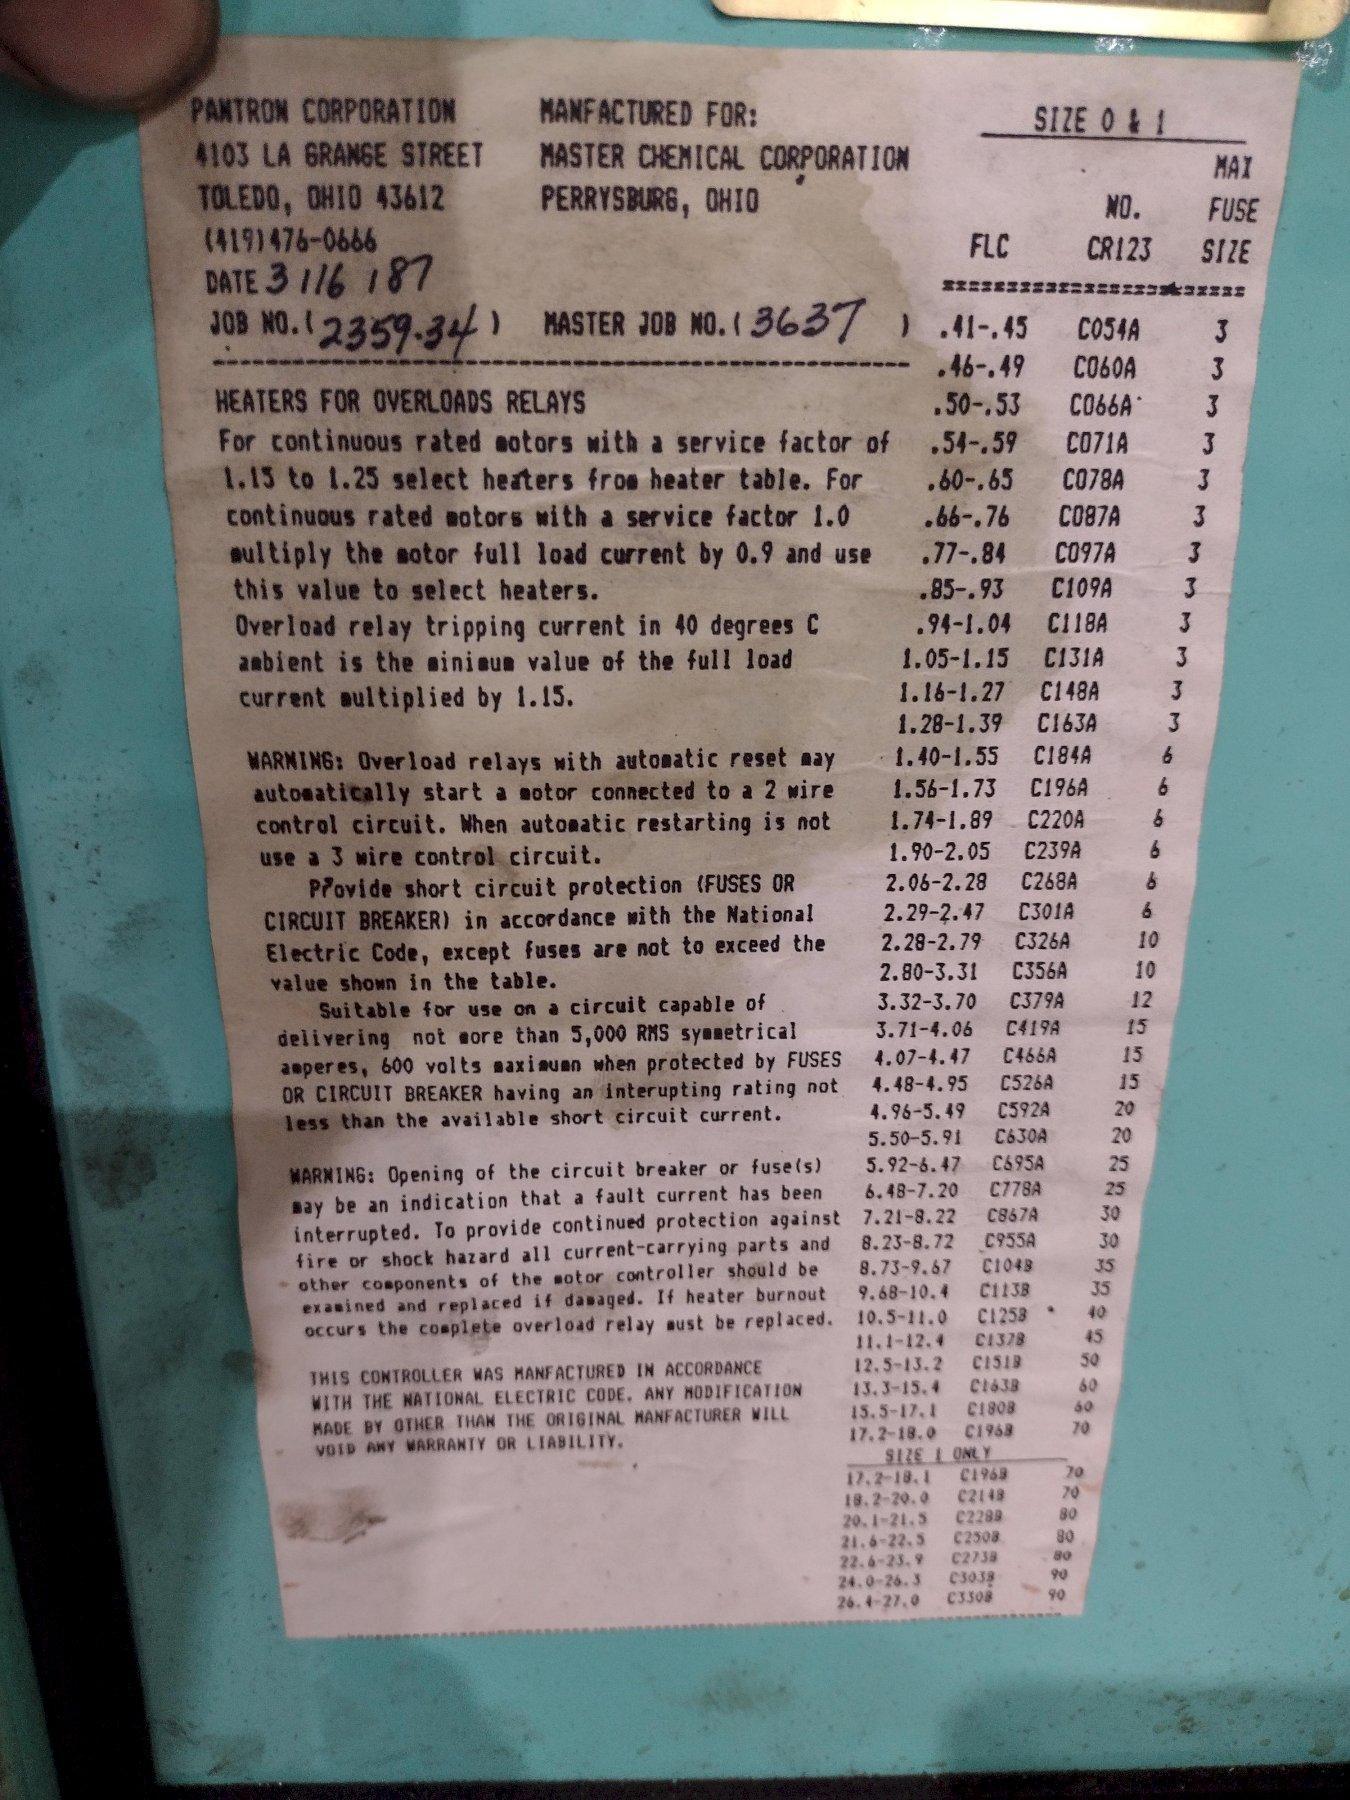 PANTRON CORPORATION
4103 LA GRANGE STREET
TOLEDO, OHIO 43612
(419)476-0666
DATE 3 / 16 / 87
JOB NO.( 2359-34 )
MANFACTURED FOR:
MASTER CHEMICAL CORPORATION
PERRYSBURG, OHIO
MASTER JOB NO.( 3637 )
HEATERS FOR OVERLOADS RELAYS
For continuous rated motors with a service factor of
1.15 to 1.25 select heaters from heater table. For
continuous rated motors with a service factor 1.0
multiply the motor full load current by 0.9 and use
this value to select heaters.
Overload relay tripping current in 40 degrees C
ambient is the minimum value of the full load
current multiplied by 1.15.
WARNING: Overload relays with automatic reset may
automatically start a motor connected to a 2 wire
control circuit. When automatic restarting is not
use a 3 wire control circuit.
Provide short circuit protection (FUSES OR
CIRCUIT BREAKER) in accordance with the National
Electric Code, except fuses are not to exceed the
value shown in the table.
Suitable for use on a circuit capable of
delivering not more than 5,000 RMS symmetrical
amperes, 600 volts maximumn when protected by FUSES
OR CIRCUIT BREAKER having an interupting rating not
less than the available short circuit current.
WARNING: Opening of the circuit breaker or fuse(s)
may be an indication that a fault current has been
interrupted. To provide continued protection against
fire or shock hazard all current-carrying parts and
other components of the motor controller should be
examined and replaced if damaged. If heater burnout
occurs the complete overload relay must be replaced.
THIS CONTROLLER WAS MANFACTURED IN ACCORDANCE
WITH THE NATIONAL ELECTRIC CODE. ANY MODIFICATION
MADE BY OTHER THAN THE ORIGINAL MANFACTURER WILL
VOID ANY WARRANTY OR LIABILITY.
SIZE 0 & 1
MAX
NO. FUSE
FLC CR123 SIZE
.41-.45 C054A 3
.46-.49 C060A 3
.50-.53 C066A 3
.54-.59 C071A 3
.60-.65 C078A 3
.66-.76 C087A 3
.77-.84 C097A 3
.85-.93 C109A 3
.94-1.04 C118A 3
1.05-1.15 C131A 3
1.16-1.27 C148A 3
1.28-1.39 C163A 3
1.40-1.55 C184A 6
1.56-1.73 C196A 6
1.74-1.89 C220A 6
1.90-2.05 C239A 6
2.06-2.28 C268A 6
2.29-2.47 C301A 6
2.28-2.79 C326A 10
2.80-3.31 C356A 10
3.32-3.70 C379A 12
3.71-4.06 C419A 15
4.07-4.47 C466A 15
4.48-4.95 C526A 15
4.96-5.49 C592A 20
5.50-5.91 C630A 20
5.92-6.47 C695A 25
6.48-7.20 C778A 25
7.21-8.22 C867A 30
8.23-8.72 C955A 30
8.73-9.67 C104B 35
9.68-10.4 C113B 35
10.5-11.0 C125B 40
11.1-12.4 C137B 45
12.5-13.2 C151B 50
13.3-15.4 C163B 60
15.5-17.1 C180B 60
17.2-18.0 C196B 70
SIZE 1 ONLY
17.2-18.1 C196B 70
18.2-20.0 C214B 70
20.1-21.5 C228B 80
21.6-22.5 C250B 80
22.6-23.9 C273B 80
24.0-26.3 C303B 90
26.4-27.0 C330B 90